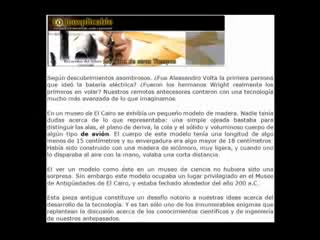 Lo Inexplicable
Según descubrimientos asombrosos. ¿Fue Alessandro Volta la primera persona
que ideó la batería eléctrica? ¿Fueron los hermanos Wright realmente los
primeros en volar? Nuestros remotos antecesores contaron con una tecnología
mucho más avanzada de lo que imaginamos.
En un museo de El Cairo se exhibía un pequeño modelo de madera. Nadie tenía
dudas acerca de lo que representaba: una simple ojeada bastaba para
distinguir las alas, el plano de deriva, la cola y el sólido y voluminoso cuerpo de
algún tipo de avión. El cuerpo de este modelo tenía una longitud de algo
menos de 15 centímetros y su envergadura era algo mayor de 18 centímetros
Había sido construido con una madera de sicómoro, muy ligera, y cuando uno
lo disparaba al aire con la mano, volaba una corta distancia.
El ver un modelo como éste en un museo de ciencia no hubiera sido una
sorpresa. Sin embargo este modelo ocupaba un lugar privilegiado en el Museo
de Antigüedades de El Cairo, y estaba fechado alrededor del año 200 a.C
Esta pieza antigua constituye un desafío notorio a nuestras ideas acerca del
desarrollo de la tecnología. Y es tan sólo uno de los innumerables enigmas que
replantean la discusión acerca de los conocimientos científicos y de ingeniería
de nuestros antepasados.